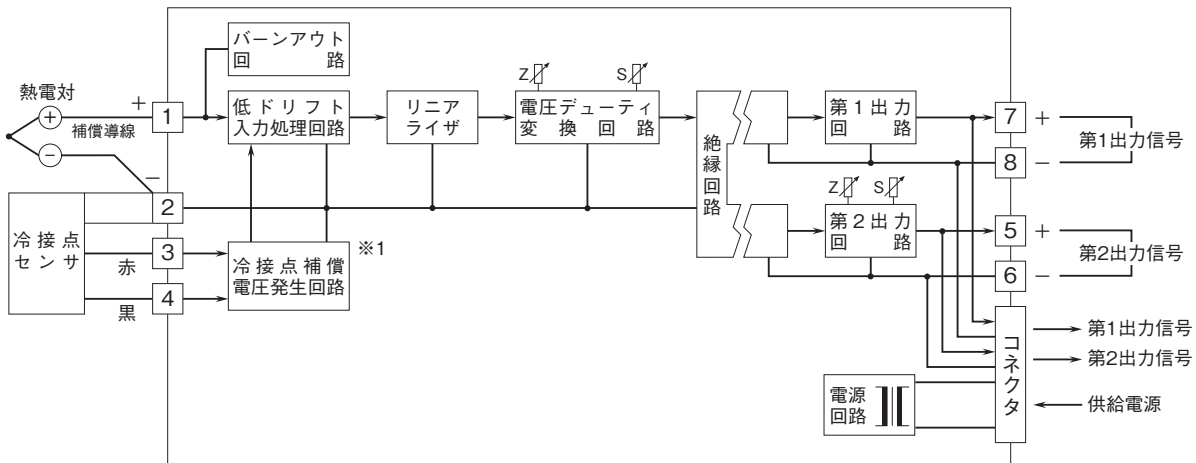 バーンアウト
回路
熱電対
+
-
+
補償導線
-
1
低ドリフト
入力処理回路
リニア
ライザ
Z
S
電圧デューティ
変換回路
絶縁回路
第1出力
回路
7
+
第1出力信号
8
-
2
冷接点
センサ
赤
3
黒
4
冷接点補償
電圧発生回路
※1
Z
S
第2出力
回路
5
+
第2出力信号
6
-
コネクタ
第1出力信号
第2出力信号
供給電源
電源
回路